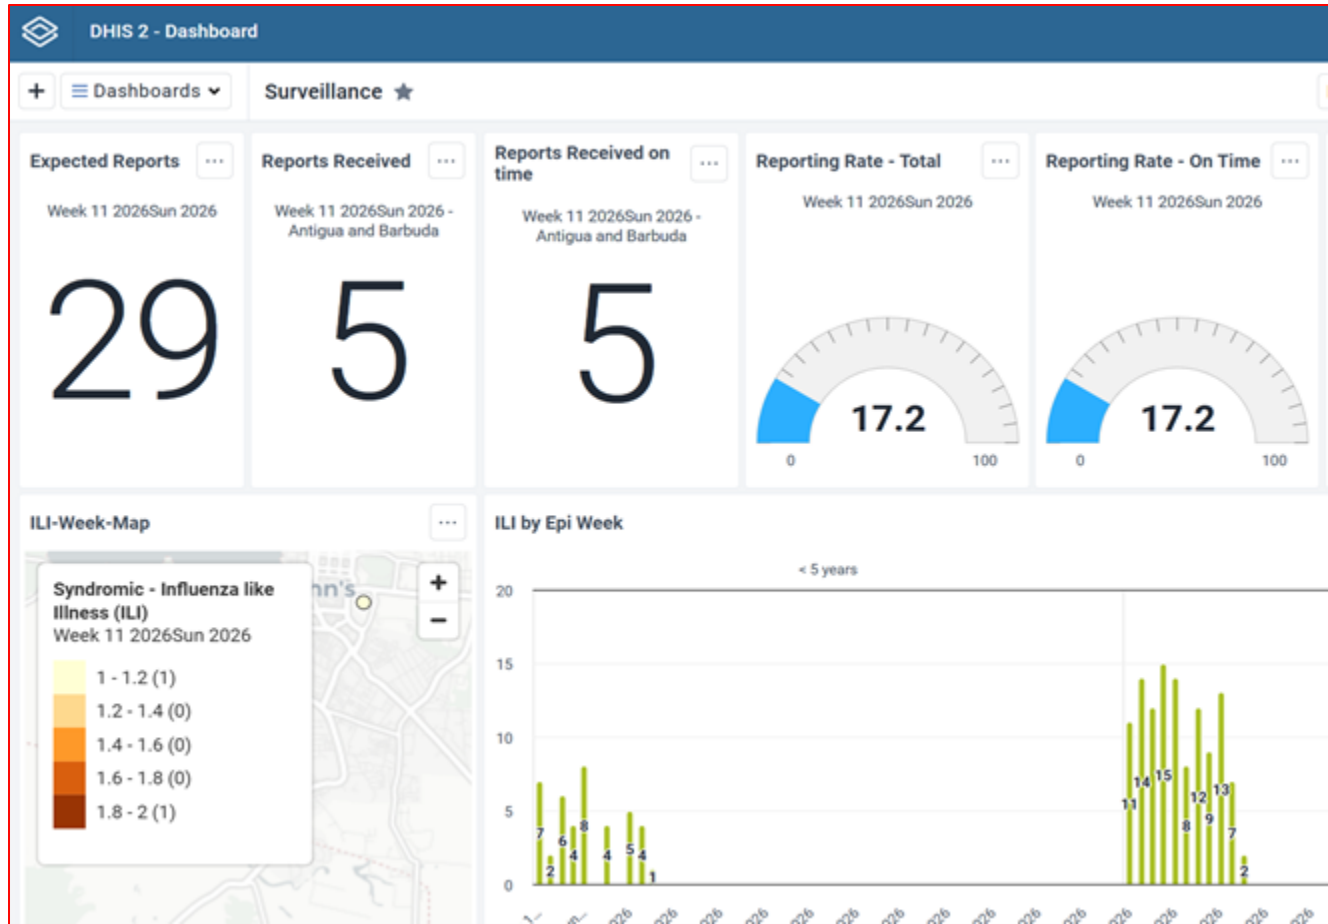 DHIS 2 - Dashboard
+ Dashboards Surveillance
Expected Reports
Week 11 2026Sun 2026
29
Reports Received
Week 11 2026Sun 2026 -
Antigua and Barbuda
5
Reports Received on
time
Week 11 2026Sun 2026 -
Antigua and Barbuda
5
Reporting Rate - Total
Week 11 2026Sun 2026
17.2
0 100
Reporting Rate - On Time
Week 11 2026Sun 2026
17.2
0 100
ILI-Week-Map
Syndromic - Influenza like
Illness (ILI)
Week 11 2026Sun 2026
1 - 1.2 (1)
1.2 - 1.4 (0)
1.4 - 1.6 (0)
1.6 - 1.8 (0)
1.8 - 2 (1)
nn's
+
−
ILI by Epi Week
< 5 years
20
15
10
5
0
7 2 6 4 8 4 5 4 1 11 14 12 15 8 12 9 13 7 2